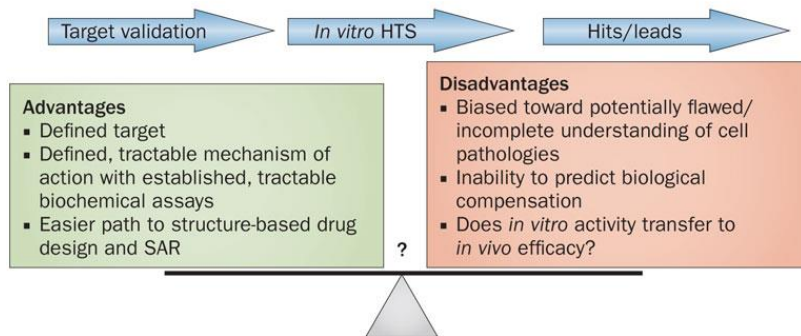 Target validation
In vitro HTS
Hits/leads
Advantages
▪ Defined target
▪ Defined, tractable mechanism of
action with established, tractable
biochemical assays
▪ Easier path to structure-based drug
design and SAR
Disadvantages
▪ Biased toward potentially flawed/
incomplete understanding of cell
pathologies
▪ Inability to predict biological
compensation
▪ Does in vitro activity transfer to
in vivo efficacy?
?